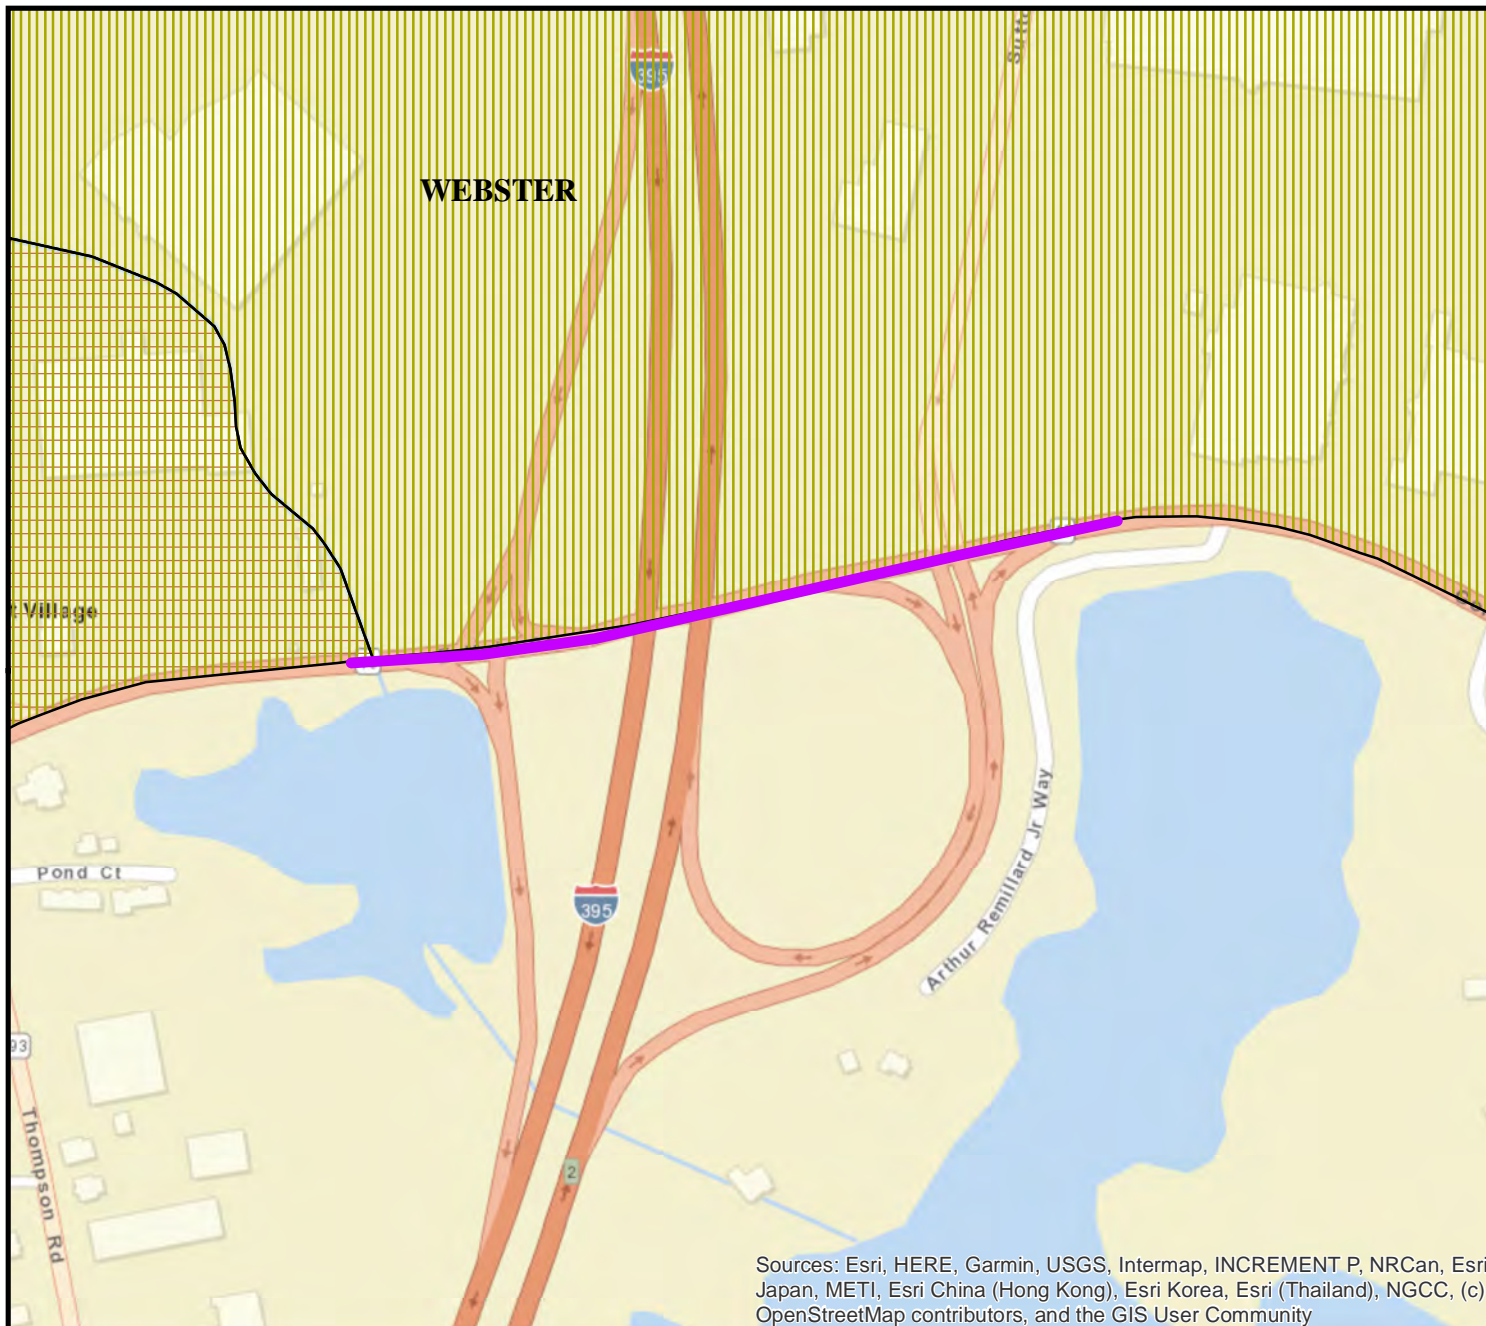 395
Sutto
WEBSTER
t Village
Pond Ct
395
Arthur Remillard Jr Way
93
Thompson Rd
2
Sources: Esri, HERE, Garmin, USGS, Intermap, INCREMENT P, NRCan, Esri
Japan, METI, Esri China (Hong Kong), Esri Korea, Esri (Thailand), NGCC, (c)
OpenStreetMap contributors, and the GIS User Community